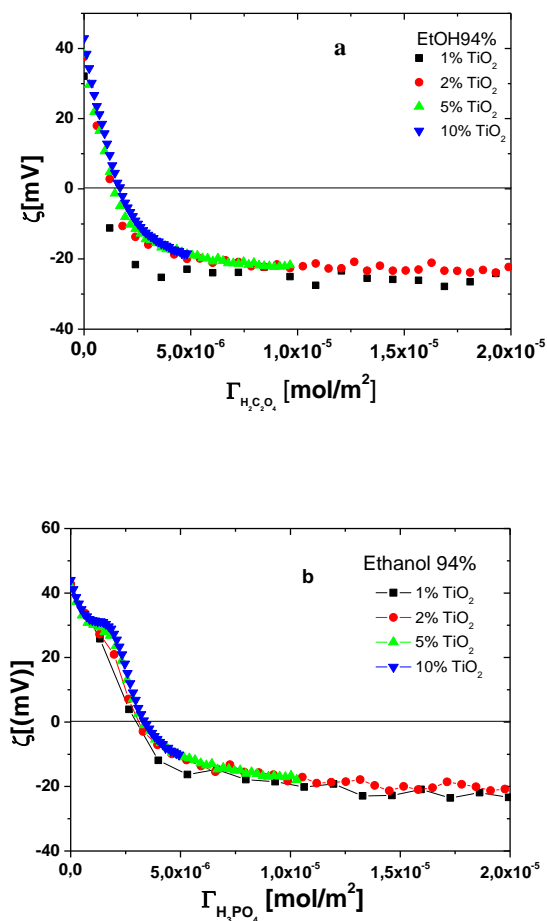 a
EtOH94%
1% TiO₂
2% TiO₂
5% TiO₂
10% TiO₂
40
20
0
-20
-40
ζ[mV]
0,0
5,0x10⁻⁶
1,0x10⁻⁵
1,5x10⁻⁵
2,0x10⁻⁵
Γ H₂C₂O₄ [mol/m²]
b
Ethanol 94%
1% TiO₂
2% TiO₂
5% TiO₂
10% TiO₂
60
40
20
0
-20
-40
ζ[(mV)]
0,0
5,0x10⁻⁶
1,0x10⁻⁵
1,5x10⁻⁵
2,0x10⁻⁵
Γ H₃PO₄ [mol/m²]